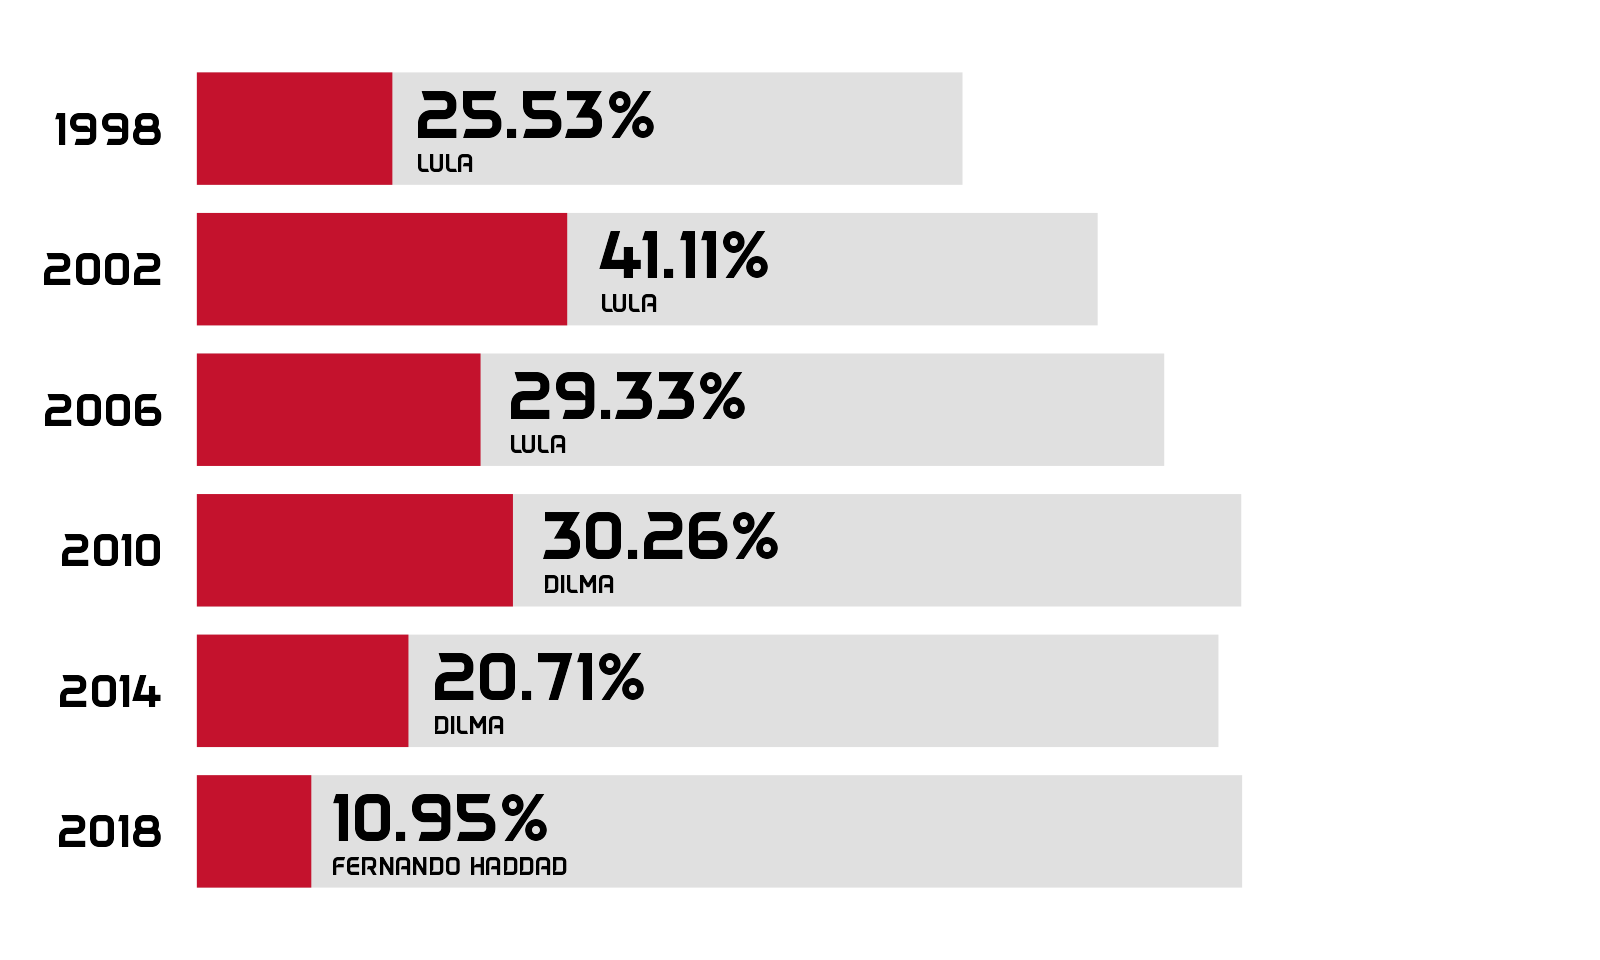 1998
25.53%
LULA
2002
41.11%
LULA
2006
29.33%
LULA
2010
30.26%
DILMA
2014
20.71%
DILMA
2018
10.95%
FERNANDO HADDAD